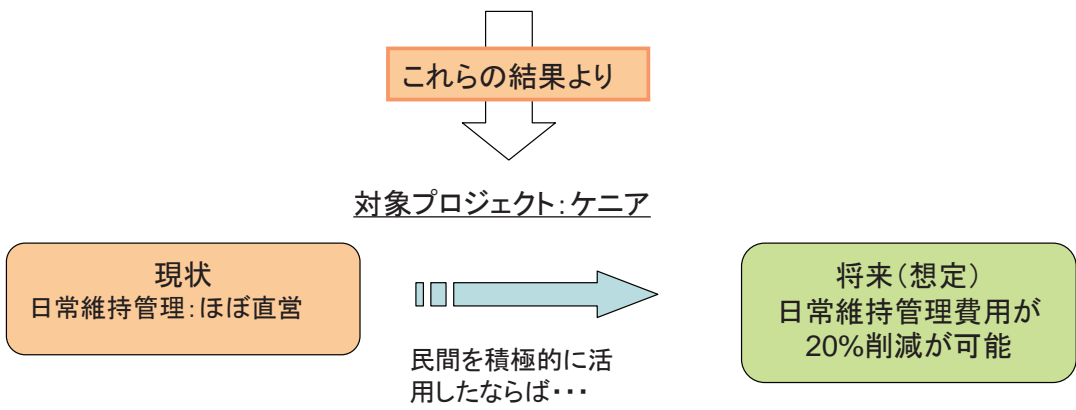 これらの結果より
対象プロジェクト：ケニア
現状
日常維持管理：ほぼ直営
民間を積極的に活
用したならば・・・
将来（想定）
日常維持管理費用が
20%削減が可能